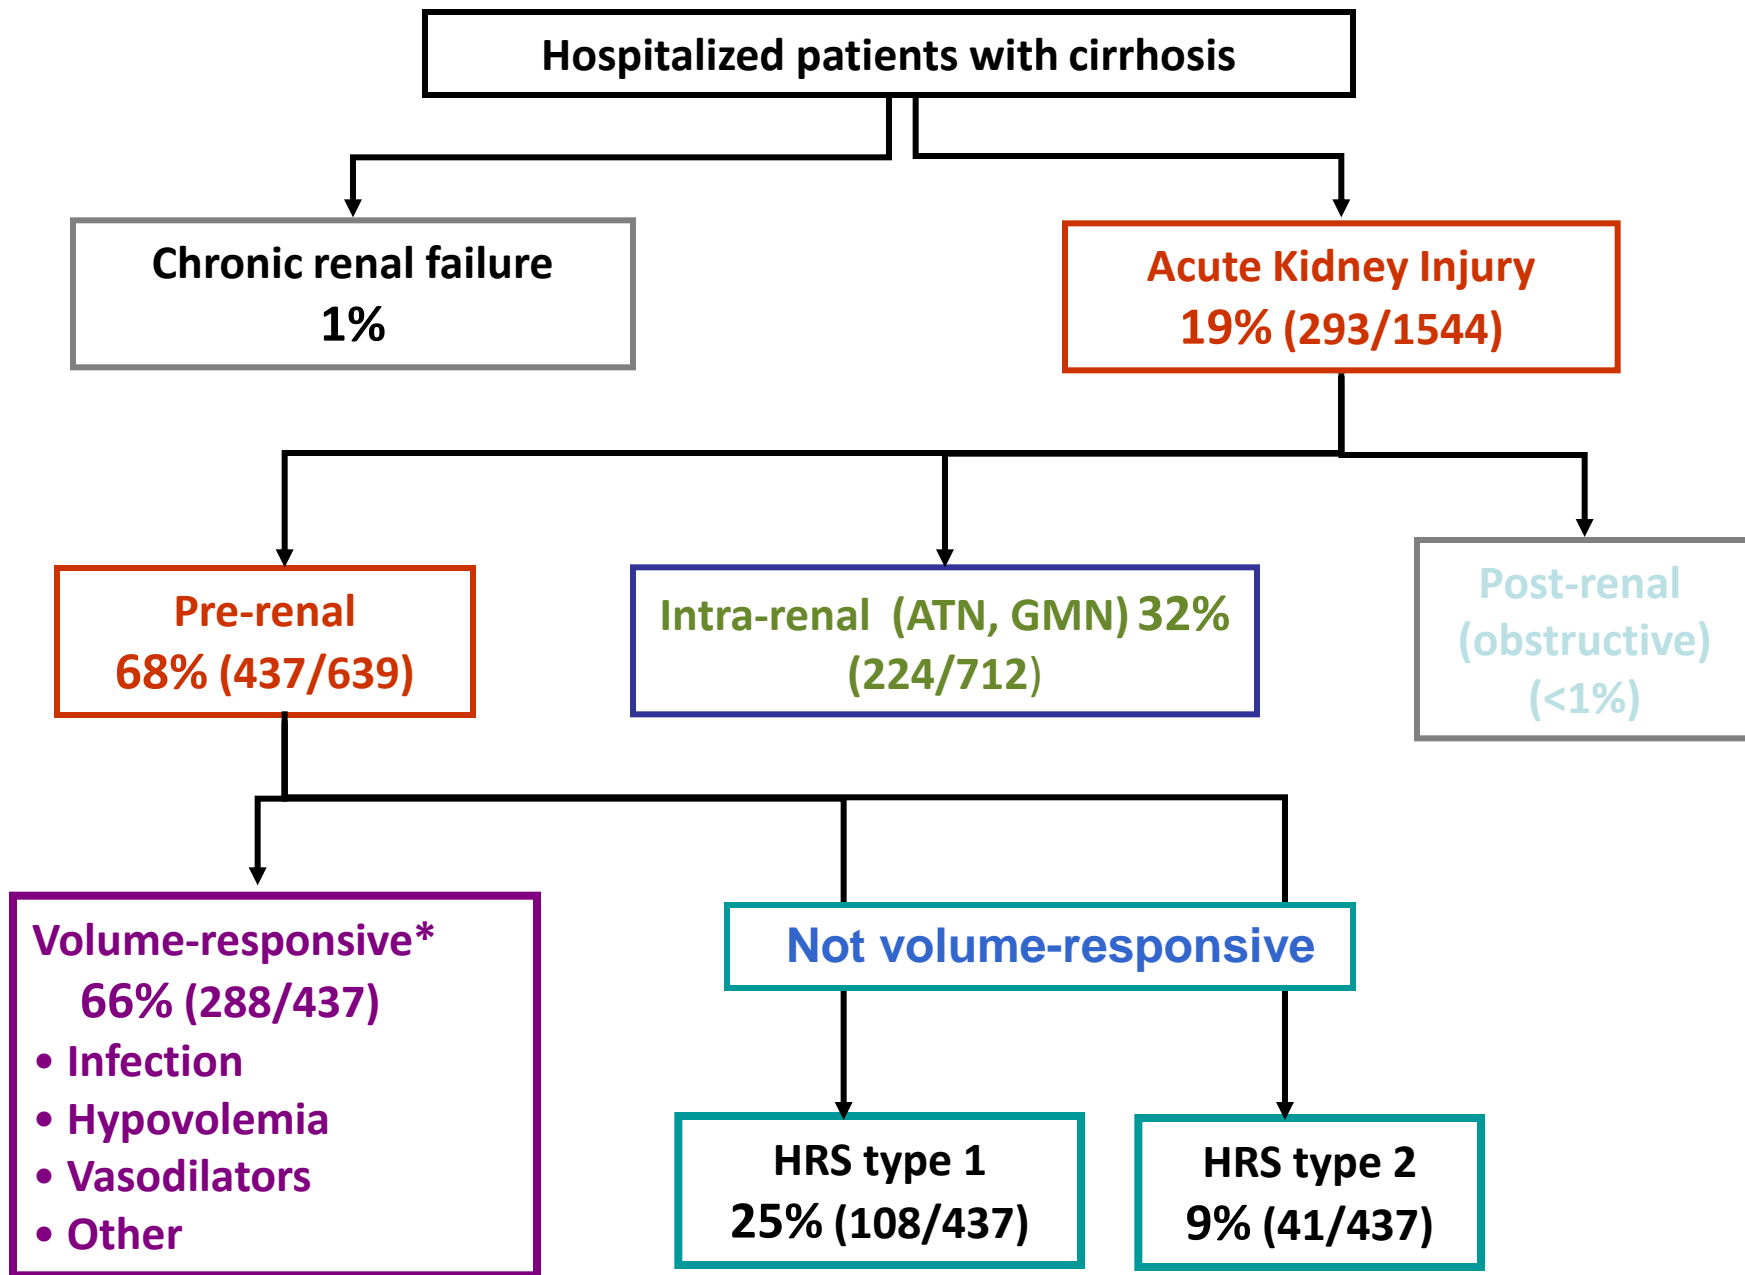 Hospitalized patients with cirrhosis
Chronic renal failure
1%
Acute Kidney Injury
19% (293/1544)
Pre-renal
68% (437/639)
Intra-renal (ATN, GMN) 32%
(224/712)
Post-renal
(obstructive)
(<1%)
Volume-responsive*
66% (288/437)
• Infection
• Hypovolemia
• Vasodilators
• Other
Not volume-responsive
HRS type 1
25% (108/437)
HRS type 2
9% (41/437)